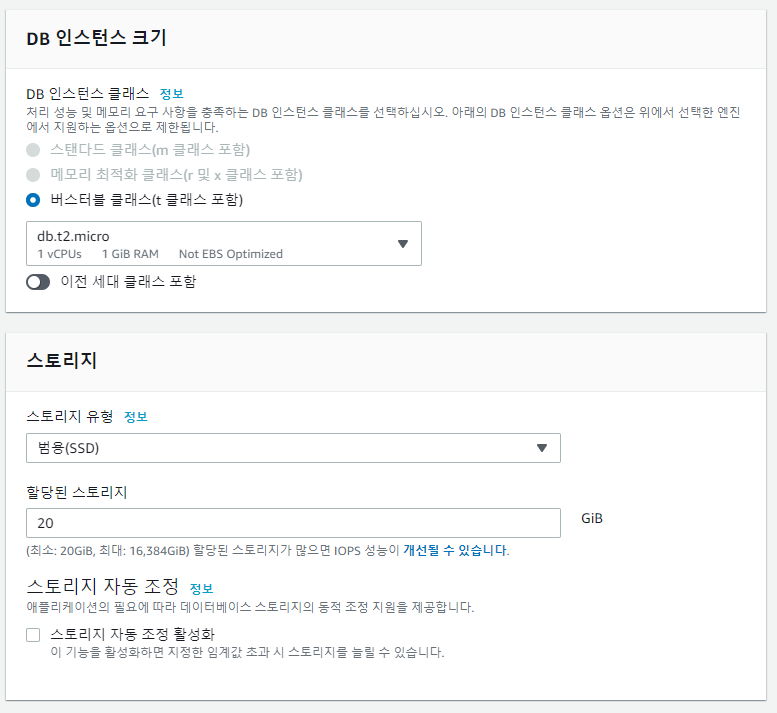 DB 인스턴스 크기
DB 인스턴스 클래스 정보
처리 성능 및 메모리 요구 사항을 충족하는 DB 인스턴스 클래스를 선택하십시오. 아래의 DB 인스턴스 클래스 옵션은 위에서 선택한 엔진
에서 지원하는 옵션으로 제한됩니다.
스탠다드 클래스(m 클래스 포함)
메모리 최적화 클래스(r 및 x 클래스 포함)
버스터블 클래스(t 클래스 포함)
db.t2.micro
1 vCPUs 1 GiB RAM Not EBS Optimized
이전 세대 클래스 포함
스토리지
스토리지 유형 정보
범용(SSD)
할당된 스토리지
20 GiB
(최소: 20GiB, 최대: 16,384GiB) 할당된 스토리지가 많으면 IOPS 성능이 개선될 수 있습니다.
스토리지 자동 조정 정보
애플리케이션의 필요에 따라 데이터베이스 스토리지의 동적 조정 지원을 제공합니다.
스토리지 자동 조정 활성화
이 기능을 활성화하면 지정한 임계값 초과 시 스토리지를 늘릴 수 있습니다.